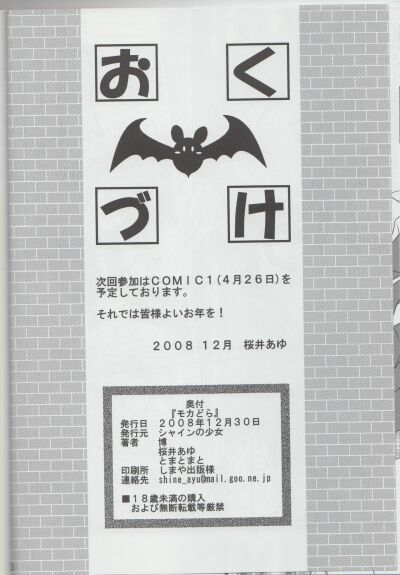 おく
づけ
次回参加はCOMIC1(4月26日)を
予定しております。
それでは皆様よいお年を！
2008 12月 桜井あゆ
奥付
『モカどら』
発行日 2008年12月30日
発行元 シャインの少女
著者 博
桜井あゆ
とまとまと
印刷所 しまや出版様
連絡先 shine_ayu@mail.goo.ne.jp
■18歳未満の購入
および無断転載等厳禁